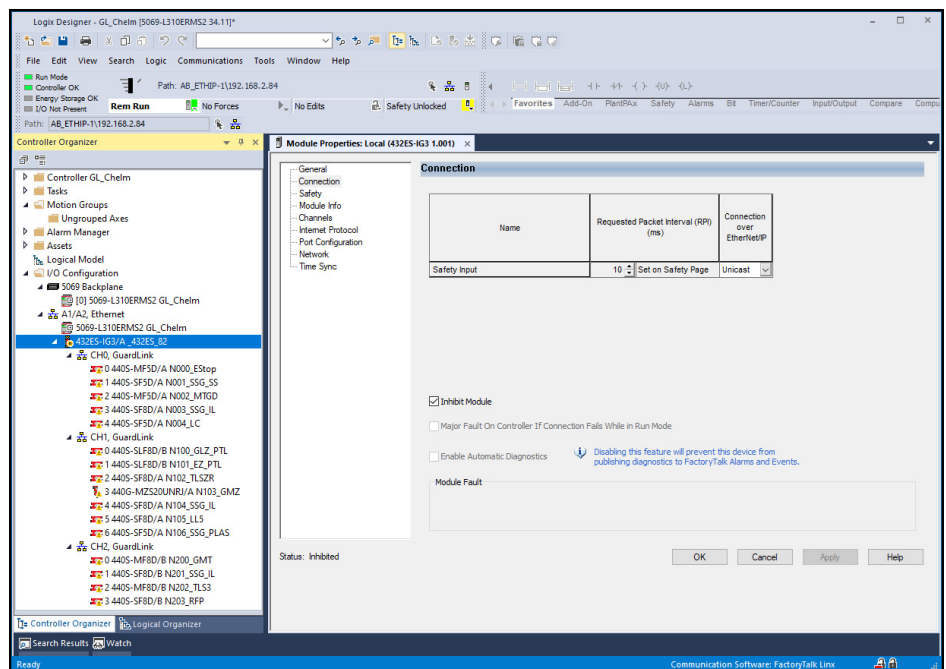 Logix Designer - GL_Chelm [5069-L310ERMS2 34.11]*
File Edit View Search Logic Communications Tools Window Help
Run Mode
Controller OK
Energy Storage OK
I/O Not Present
Path: AB_ETHIP-1\192.168.2.84
Rem Run
No Forces
No Edits
Safety Unlocked
Favorites Add-On PlantPAx Safety Alarms Bit Timer/Counter Input/Output Compare Compu
Path: AB_ETHIP-1\192.168.2.84
Controller Organizer
Controller GL_Chelm
Tasks
Motion Groups
Ungrouped Axes
Alarm Manager
Assets
Logical Model
I/O Configuration
5069 Backplane
[0] 5069-L310ERMS2 GL_Chelm
A1/A2, Ethernet
5069-L310ERMS2 GL_Chelm
432ES-IG3/A _432ES_82
CH0, GuardLink
0 440S-MF5D/A N000_EStop
1 440S-SF5D/A N001_SSG_SS
2 440S-MF5D/A N002_MTGD
3 440S-SF8D/A N003_SSG_IL
4 440S-SF5D/A N004_LC
CH1, GuardLink
0 440S-SLF8D/B N100_GLZ_PTL
1 440S-SLF8D/B N101_EZ_PTL
2 440S-SF8D/A N102_TLSZR
3 440G-MZS20UNRJ/A N103_GMZ
4 440S-SF8D/A N104_SSG_IL
5 440S-SF8D/A N105_LL5
6 440S-SF5D/A N106_SSG_PLAS
CH2, GuardLink
0 440S-MF8D/B N200_GMT
1 440S-SF8D/B N201_SSG_IL
2 440S-MF8D/B N202_TLS3
3 440S-SF8D/B N203_RFP
Controller Organizer Logical Organizer
Module Properties: Local (432ES-IG3 1.001)
General
Connection
Safety
Module Info
Channels
Internet Protocol
Port Configuration
Network
Time Sync
Connection
Name
Requested Packet Interval (RPI)
(ms)
Connection
over
EtherNet/IP
Safety Input 10 Set on Safety Page Unicast
Inhibit Module
Major Fault On Controller If Connection Fails While in Run Mode
Enable Automatic Diagnostics
Disabling this feature will prevent this device from
publishing diagnostics to FactoryTalk Alarms and Events.
Module Fault
Status: Inhibited
OK Cancel Apply Help
Search Results Watch
Ready
Communication Software: FactoryTalk Linx